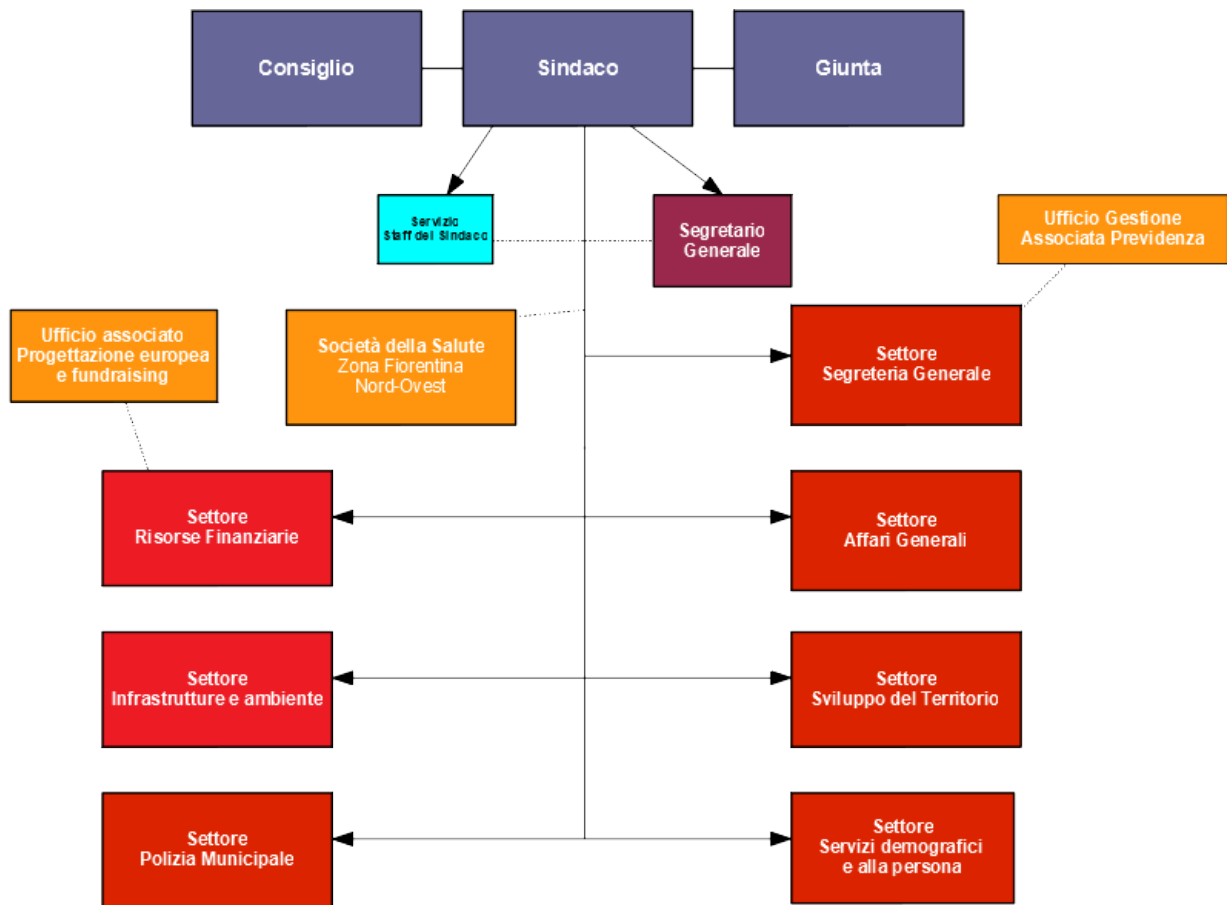 Consiglio
Sindaco
Giunta
Servizio
Staff del Sindaco
Segretario
Generale
Ufficio Gestione
Associata Previdenza
Ufficio associato
Progettazione europea
e fundraising
Società della Salute
Zona Fiorentina
Nord-Ovest
Settore
Segreteria Generale
Settore
Risorse Finanziarie
Settore
Affari Generali
Settore
Infrastrutture e ambiente
Settore
Sviluppo del Territorio
Settore
Polizia Municipale
Settore
Servizi demografici
e alla persona